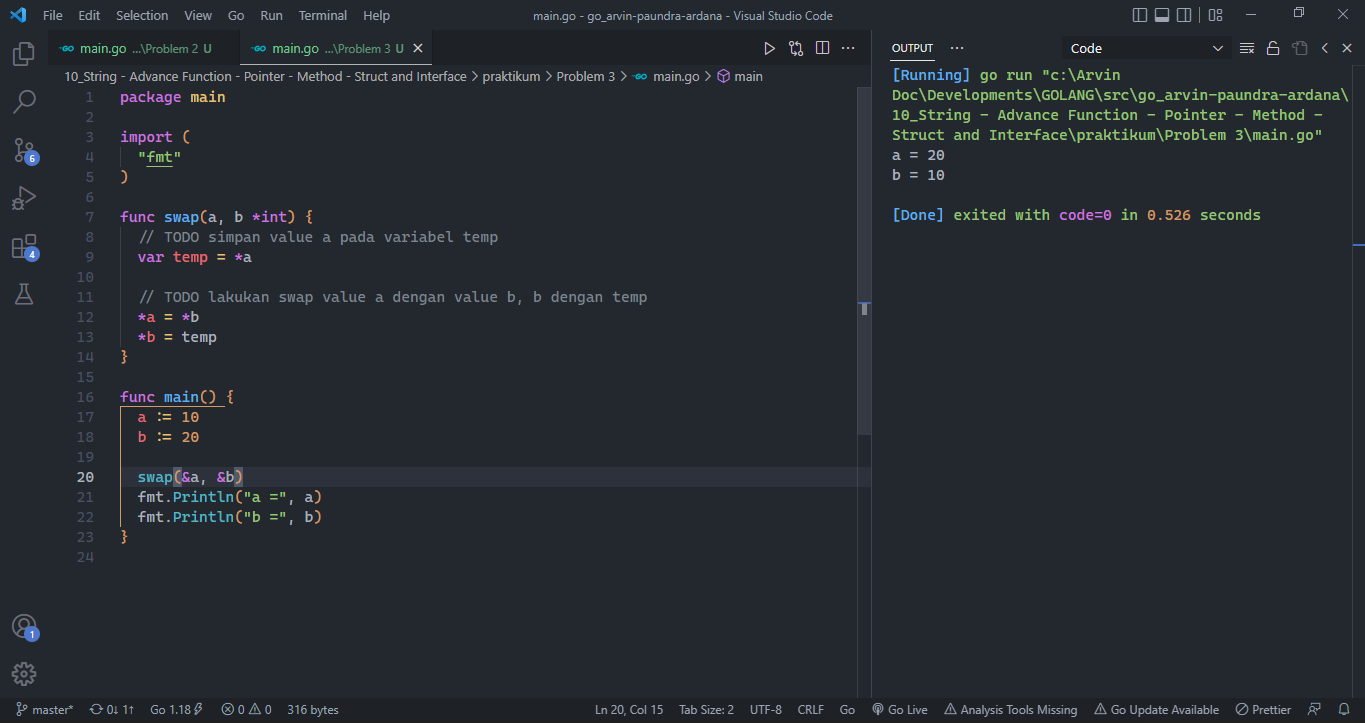 File Edit Selection View Go Run Terminal Help
main.go - go_arvin-paundra-ardana - Visual Studio Code
main.go ...\Problem 2 U
main.go ...\Problem 3 U
10_String - Advance Function - Pointer - Method - Struct and Interface > praktikum > Problem 3 > main.go > main
1 package main
2
3 import (
4 "fmt"
5 )
6
7 func swap(a, b *int) {
8 // TODO simpan value a pada variabel temp
9 var temp = *a
10
11 // TODO lakukan swap value a dengan value b, b dengan temp
12 *a = *b
13 *b = temp
14 }
15
16 func main() {
17 a := 10
18 b := 20
19
20 swap(&a, &b)
21 fmt.Println("a =", a)
22 fmt.Println("b =", b)
23 }
24
OUTPUT
Code
[Running] go run "c:\Arvin
Doc\Developments\GOLANG\src\go_arvin-paundra-ardana\
10_String - Advance Function - Pointer - Method -
Struct and Interface\praktikum\Problem 3\main.go"
a = 20
b = 10
[Done] exited with code=0 in 0.526 seconds
6
4
1
master* 0↓ 1↑ Go 1.18 0 0 316 bytes
Ln 20, Col 15 Tab Size: 2 UTF-8 CRLF Go Go Live Analysis Tools Missing Go Update Available Prettier